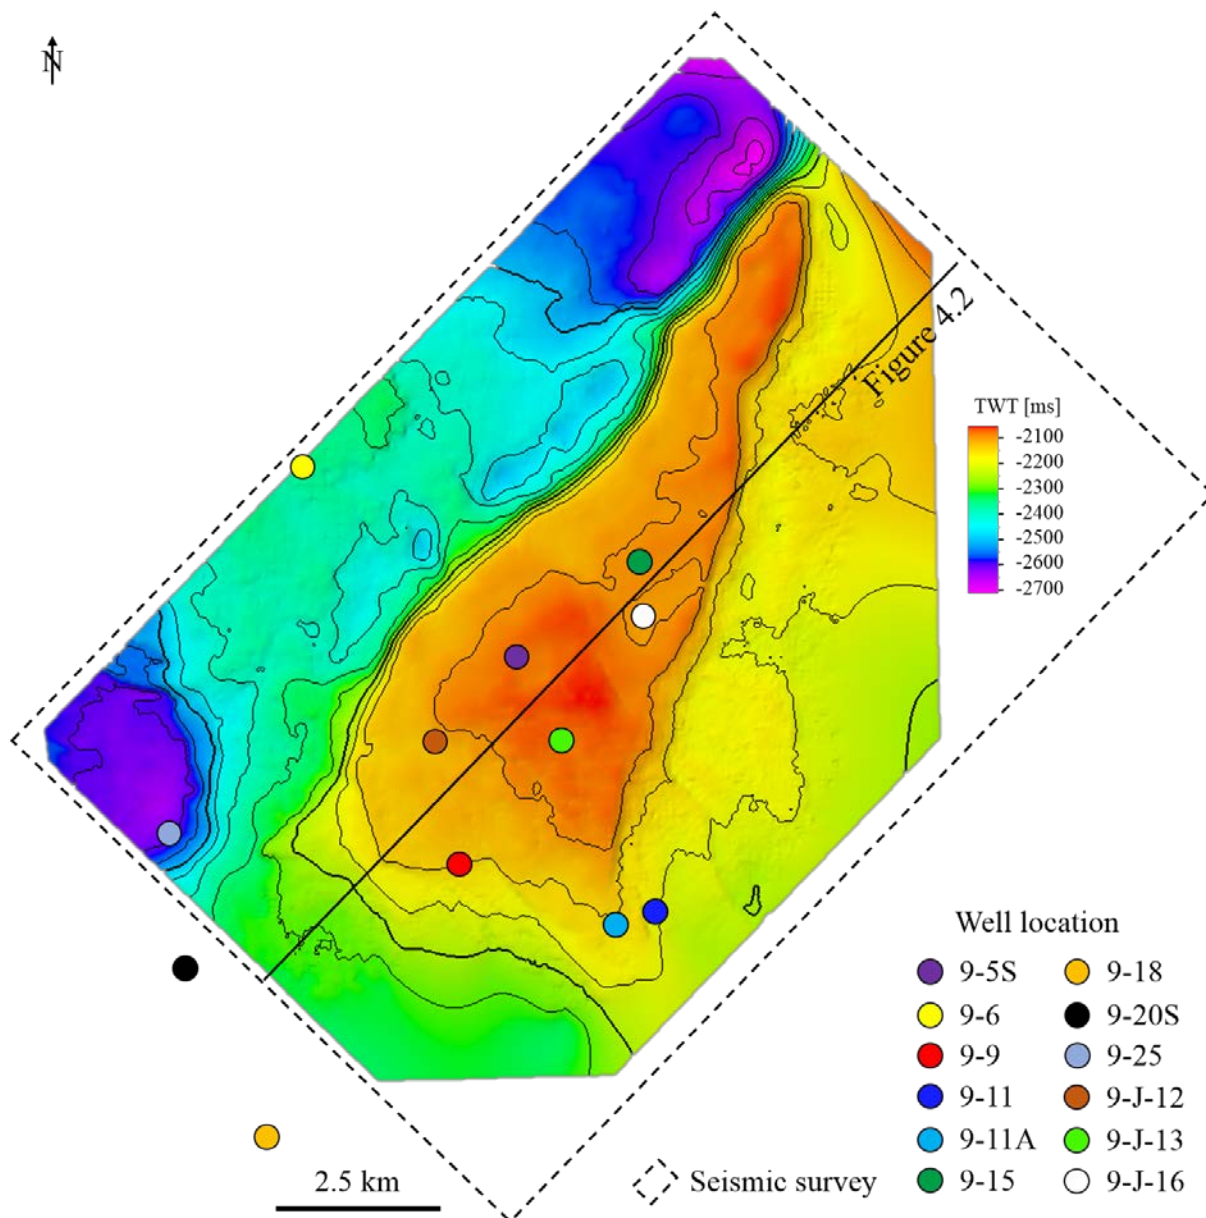 N
Figure 4.2
TWT [ms]
-2100
-2200
-2300
-2400
-2500
-2600
-2700
Well location
9-5S
9-18
9-6
9-20S
9-9
9-25
9-11
9-J-12
9-11A
9-J-13
9-15
9-J-16
2.5 km
Seismic survey